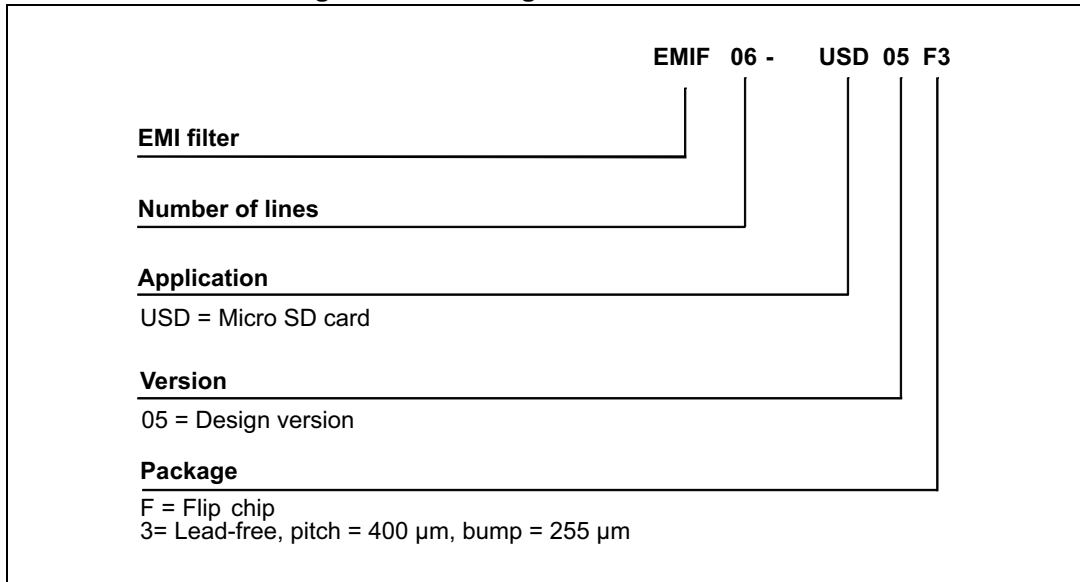 EMIF 06 - USD 05 F3
EMI filter
Number of lines
Application
USD = Micro SD card
Version
05 = Design version
Package
F = Flip chip
3= Lead-free, pitch = 400 µm, bump = 255 µm